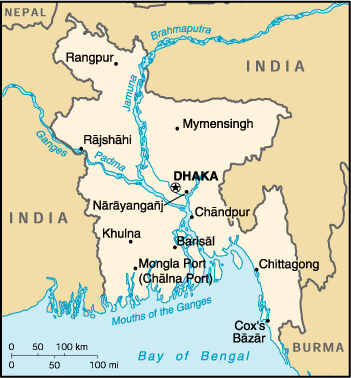 NEPAL
Brahmaputra
Rangpur
INDIA
Jamuna
Mymensingh
Ganges
Rājshāhi
Padma
DHAKA
Nārāyanganj
Chāndpur
INDIA
Khulna
Barisāl
Mongla Port
(Chālna Port)
Chittagong
Mouths of the Ganges
Cox's
Bāzār
BURMA
0 50 100 km
0 50 100 mi
Bay of Bengal